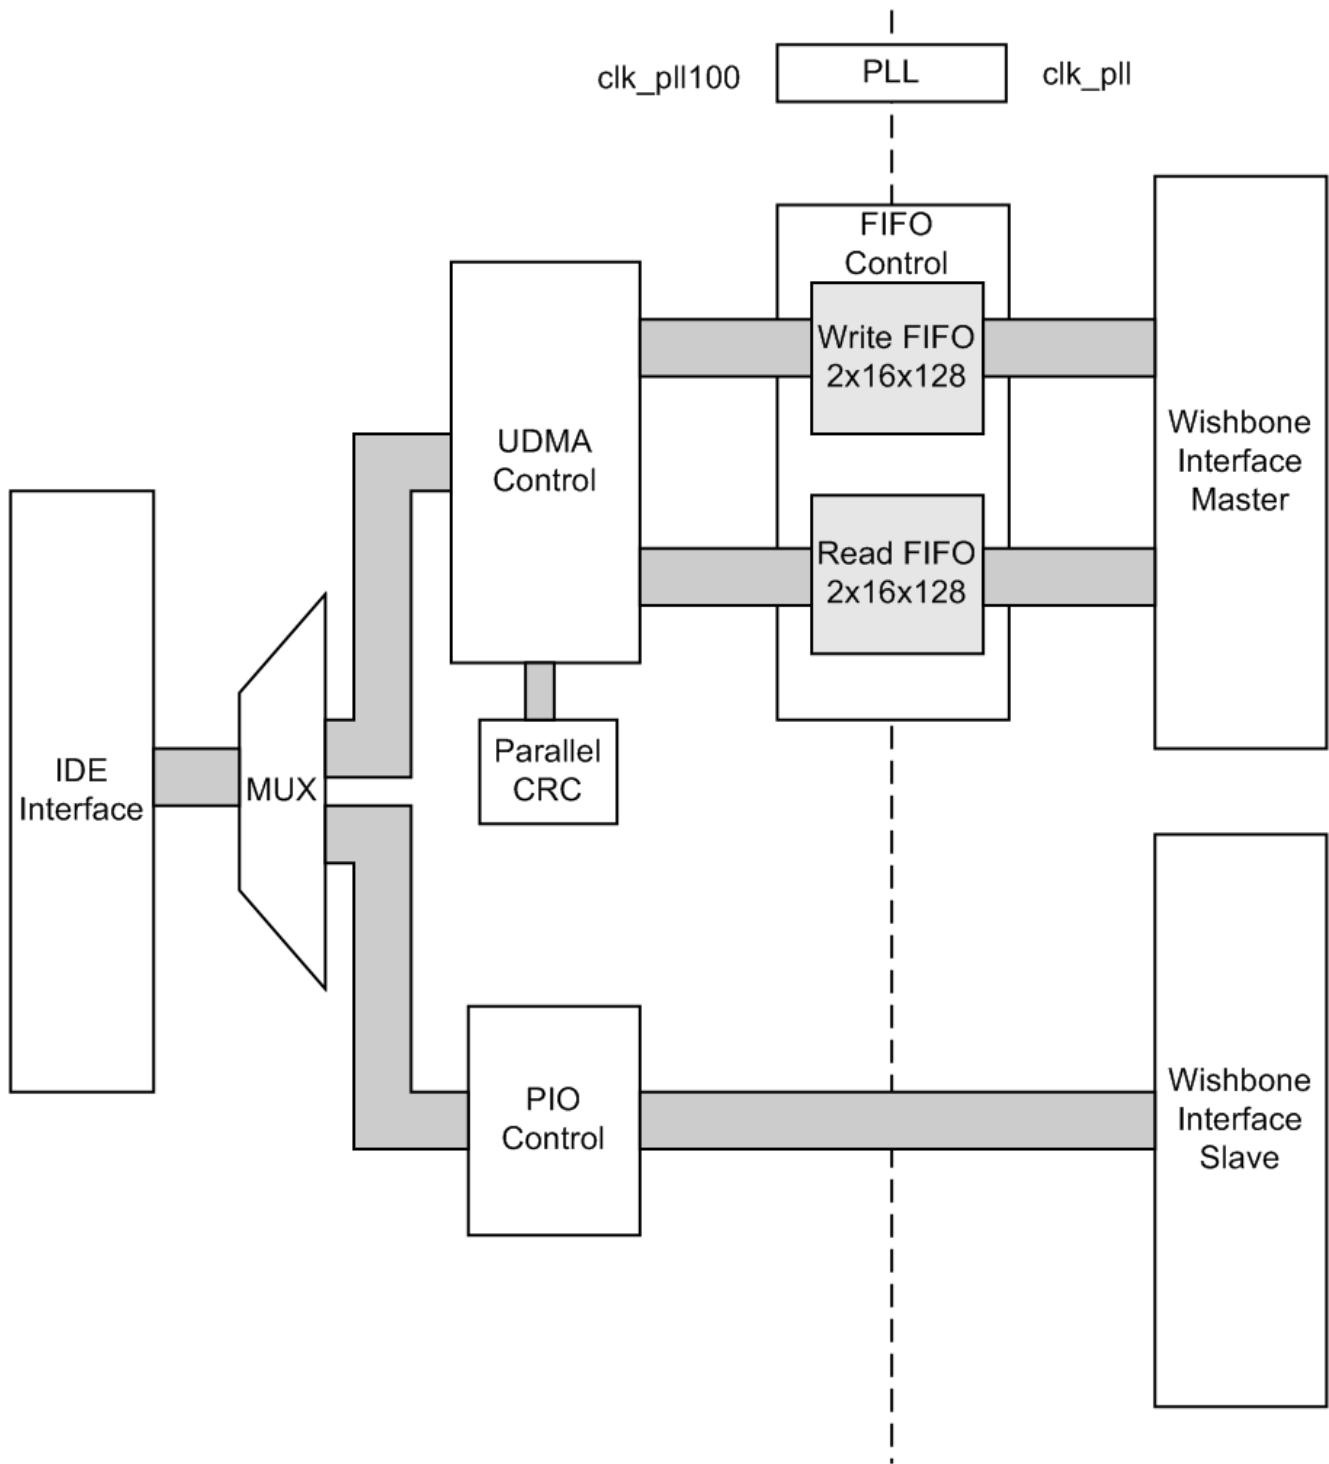 clk_pll100
PLL
clk_pll
FIFO
Control
Write FIFO
2x16x128
UDMA
Control
Wishbone
Interface
Master
Read FIFO
2x16x128
Parallel
CRC
IDE
Interface
MUX
PIO
Control
Wishbone
Interface
Slave